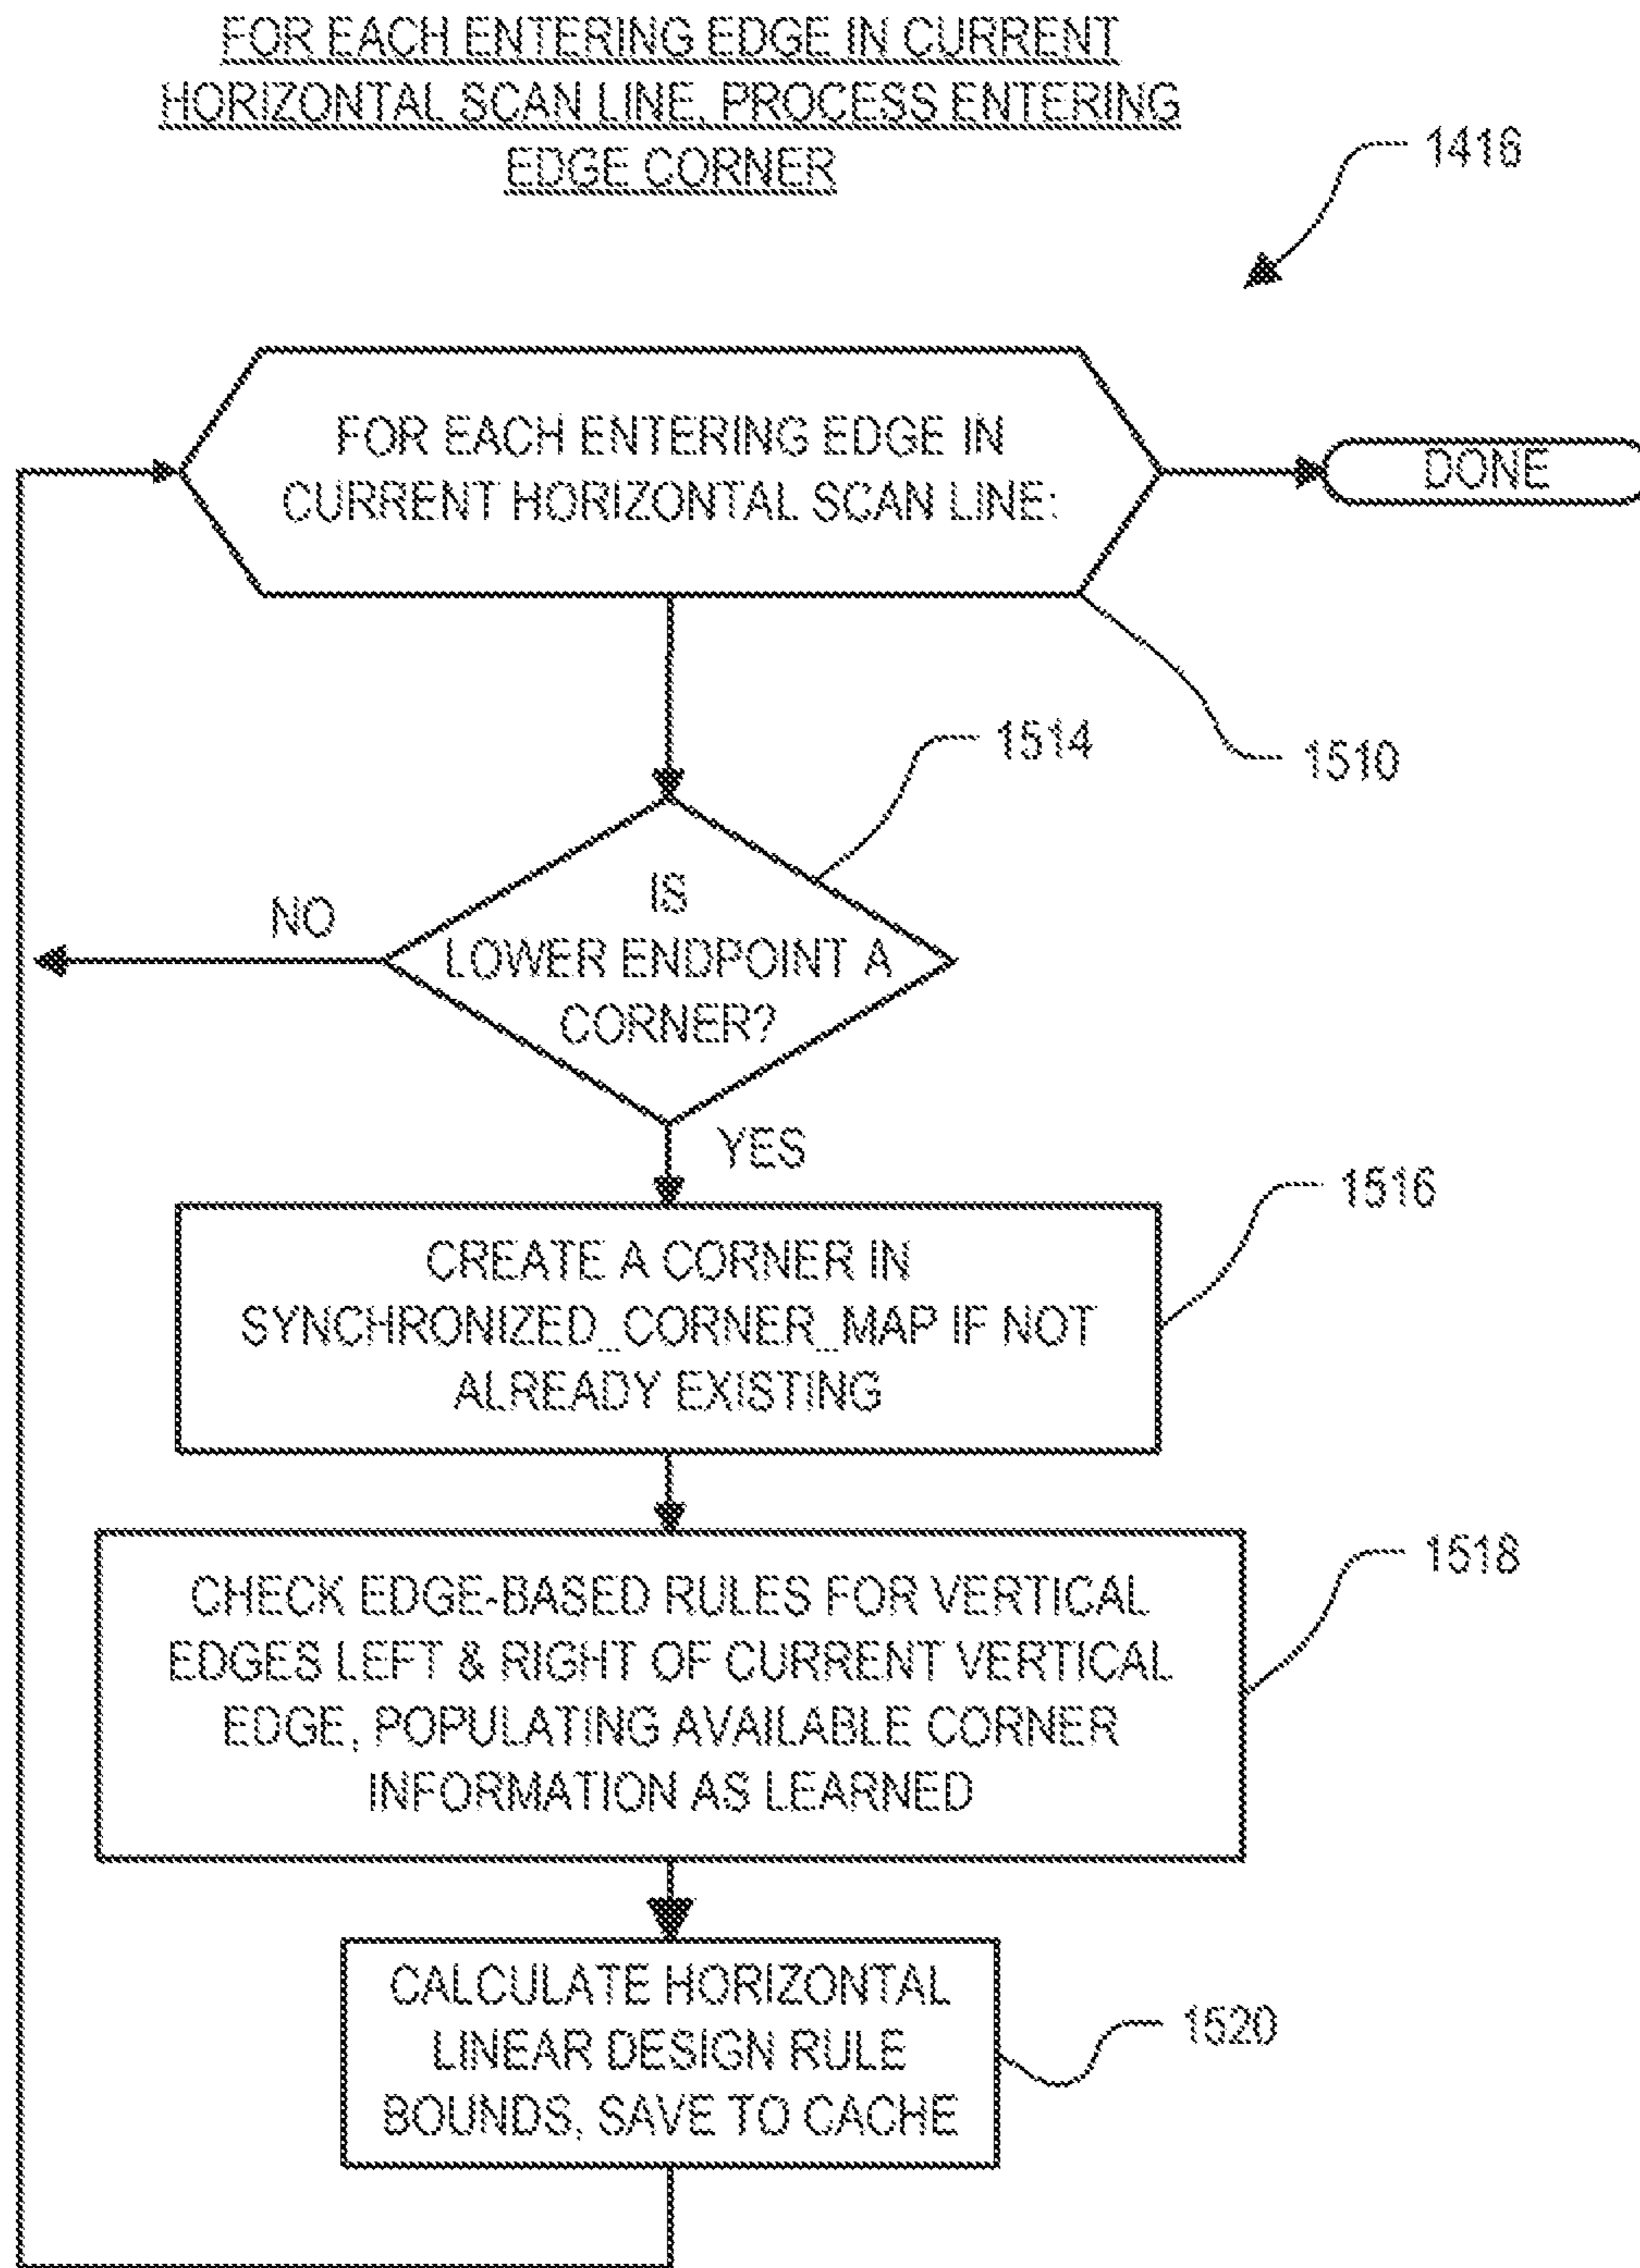 FOR EACH ENTERING EDGE IN CURRENT
HORIZONTAL SCAN LINE, PROCESS ENTERING
EDGE CORNER
1416
FOR EACH ENTERING EDGE IN
CURRENT HORIZONTAL SCAN LINE:
DONE
1510
1514
IS
LOWER ENDPOINT A
CORNER?
NO
YES
1516
CREATE A CORNER IN
SYNCHRONIZED_CORNER_MAP IF NOT
ALREADY EXISTING
1518
CHECK EDGE-BASED RULES FOR VERTICAL
EDGES LEFT & RIGHT OF CURRENT VERTICAL
EDGE, POPULATING AVAILABLE CORNER
INFORMATION AS LEARNED
CALCULATE HORIZONTAL
LINEAR DESIGN RULE
BOUNDS, SAVE TO CACHE
1520